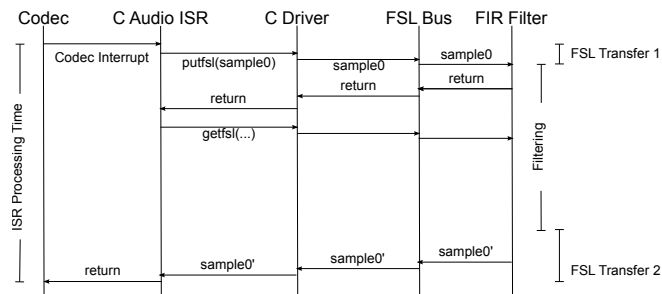 Codec
C Audio ISR
C Driver
FSL Bus
FIR Filter
Codec Interrupt
putfsl(sample0)
sample0
sample0
FSL Transfer 1
return
return
return
getfsl(...)
ISR Processing Time
Filtering
sample0'
sample0'
sample0'
return
FSL Transfer 2